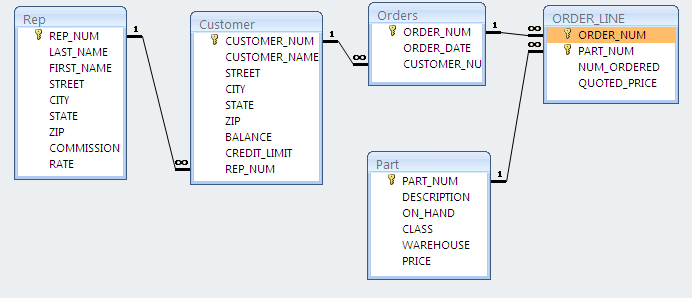 Rep
REP_NUM
LAST_NAME
FIRST_NAME
STREET
CITY
STATE
ZIP
COMMISSION
RATE
1
∞
Customer
CUSTOMER_NUM
CUSTOMER_NAME
STREET
CITY
STATE
ZIP
BALANCE
CREDIT_LIMIT
REP_NUM
1
∞
Orders
ORDER_NUM
ORDER_DATE
CUSTOMER_NU
1
∞
∞
ORDER_LINE
ORDER_NUM
PART_NUM
NUM_ORDERED
QUOTED_PRICE
Part
PART_NUM
DESCRIPTION
ON_HAND
CLASS
WAREHOUSE
PRICE
1